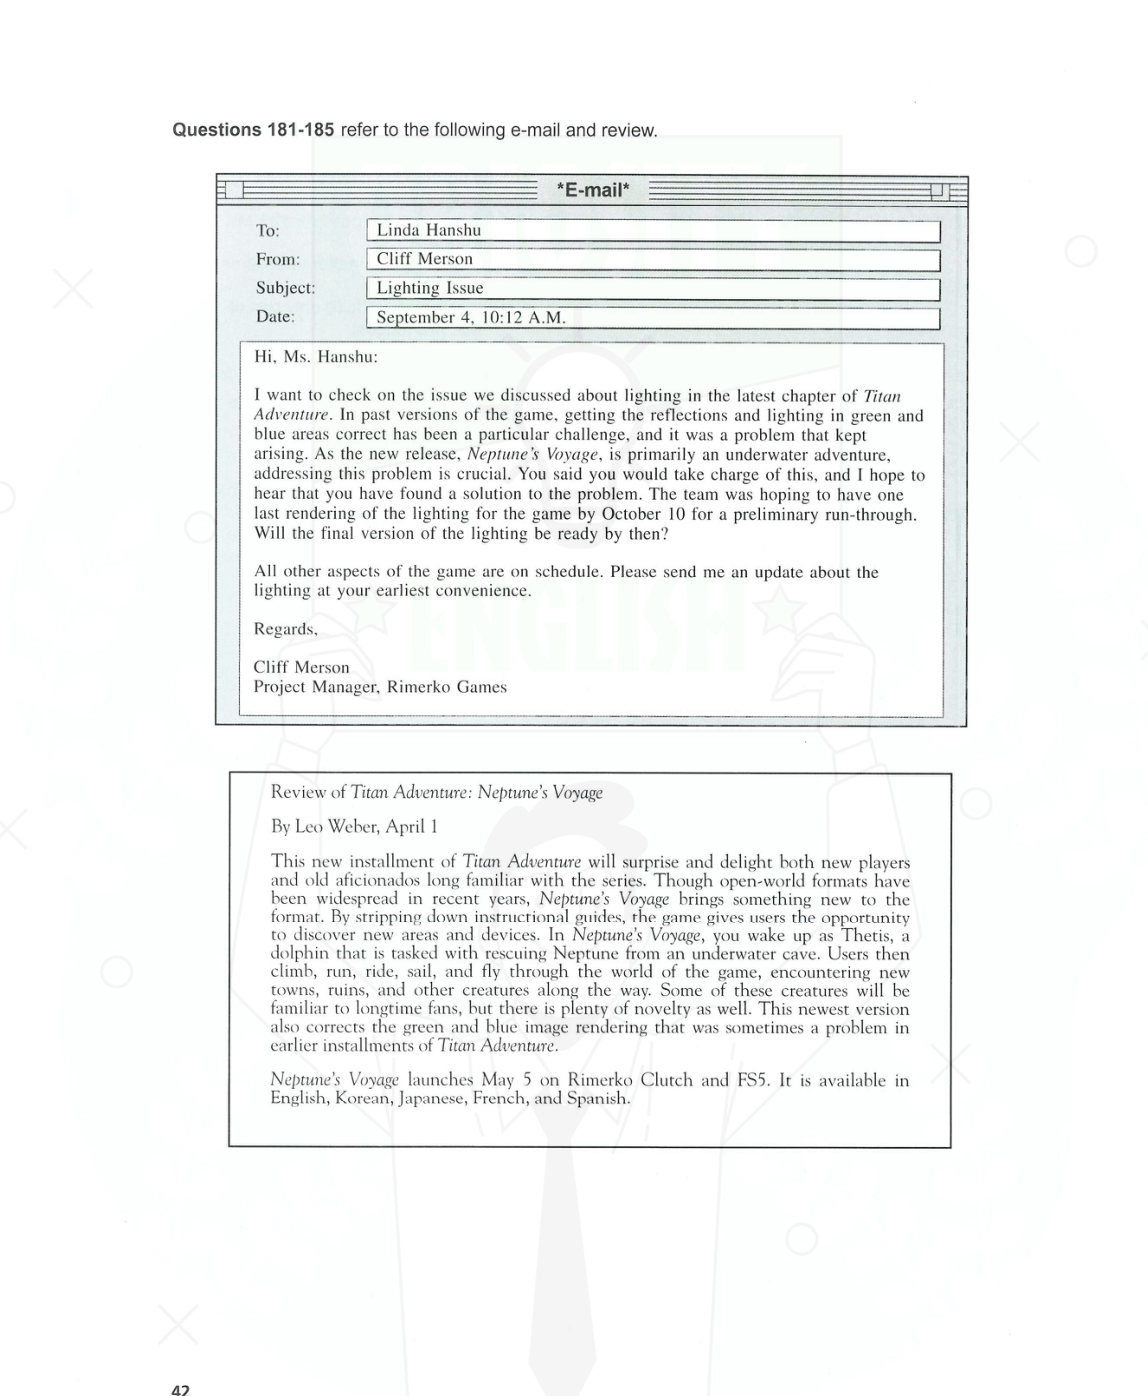 Questions 181-185 refer to the following e-mail and review.
*E-mail*
To: Linda Hanshu
From: Cliff Merson
Subject: Lighting Issue
Date: September 4, 10:12 A.M.
Hi, Ms. Hanshu:
I want to check on the issue we discussed about lighting in the latest chapter of Titan
Adventure. In past versions of the game, getting the reflections and lighting in green and
blue areas correct has been a particular challenge, and it was a problem that kept
arising. As the new release, Neptune's Voyage, is primarily an underwater adventure,
addressing this problem is crucial. You said you would take charge of this, and I hope to
hear that you have found a solution to the problem. The team was hoping to have one
last rendering of the lighting for the game by October 10 for a preliminary run-through.
Will the final version of the lighting be ready by then?
All other aspects of the game are on schedule. Please send me an update about the
lighting at your earliest convenience.
ENGLISH
Regards,
Cliff Merson
Project Manager, Rimerko Games
Review of Titan Adventure: Neptune's Voyage
By Leo Weber, April 1
This new installment of Titan Adventure will surprise and delight both new players
and old aficionados long familiar with the series. Though open-world formats have
been widespread in recent years, Neptune's Voyage brings something new to the
format. By stripping down instructional guides, the game gives users the opportunity
to discover new areas and devices. In Neptune's Voyage, you wake up as Thetis, a
dolphin that is tasked with rescuing Neptune from an underwater cave. Users then
climb, run, ride, sail, and fly through the world of the game, encountering new
towns, ruins, and other creatures along the way. Some of these creatures will be
familiar to longtime fans, but there is plenty of novelty as well. This newest version
also corrects the green and blue image rendering that was sometimes a problem in
earlier installments of Titan Adventure.
Neptune's Voyage launches May 5 on Rimerko Clutch and FS5. It is available in
English, Korean, Japanese, French, and Spanish.
42